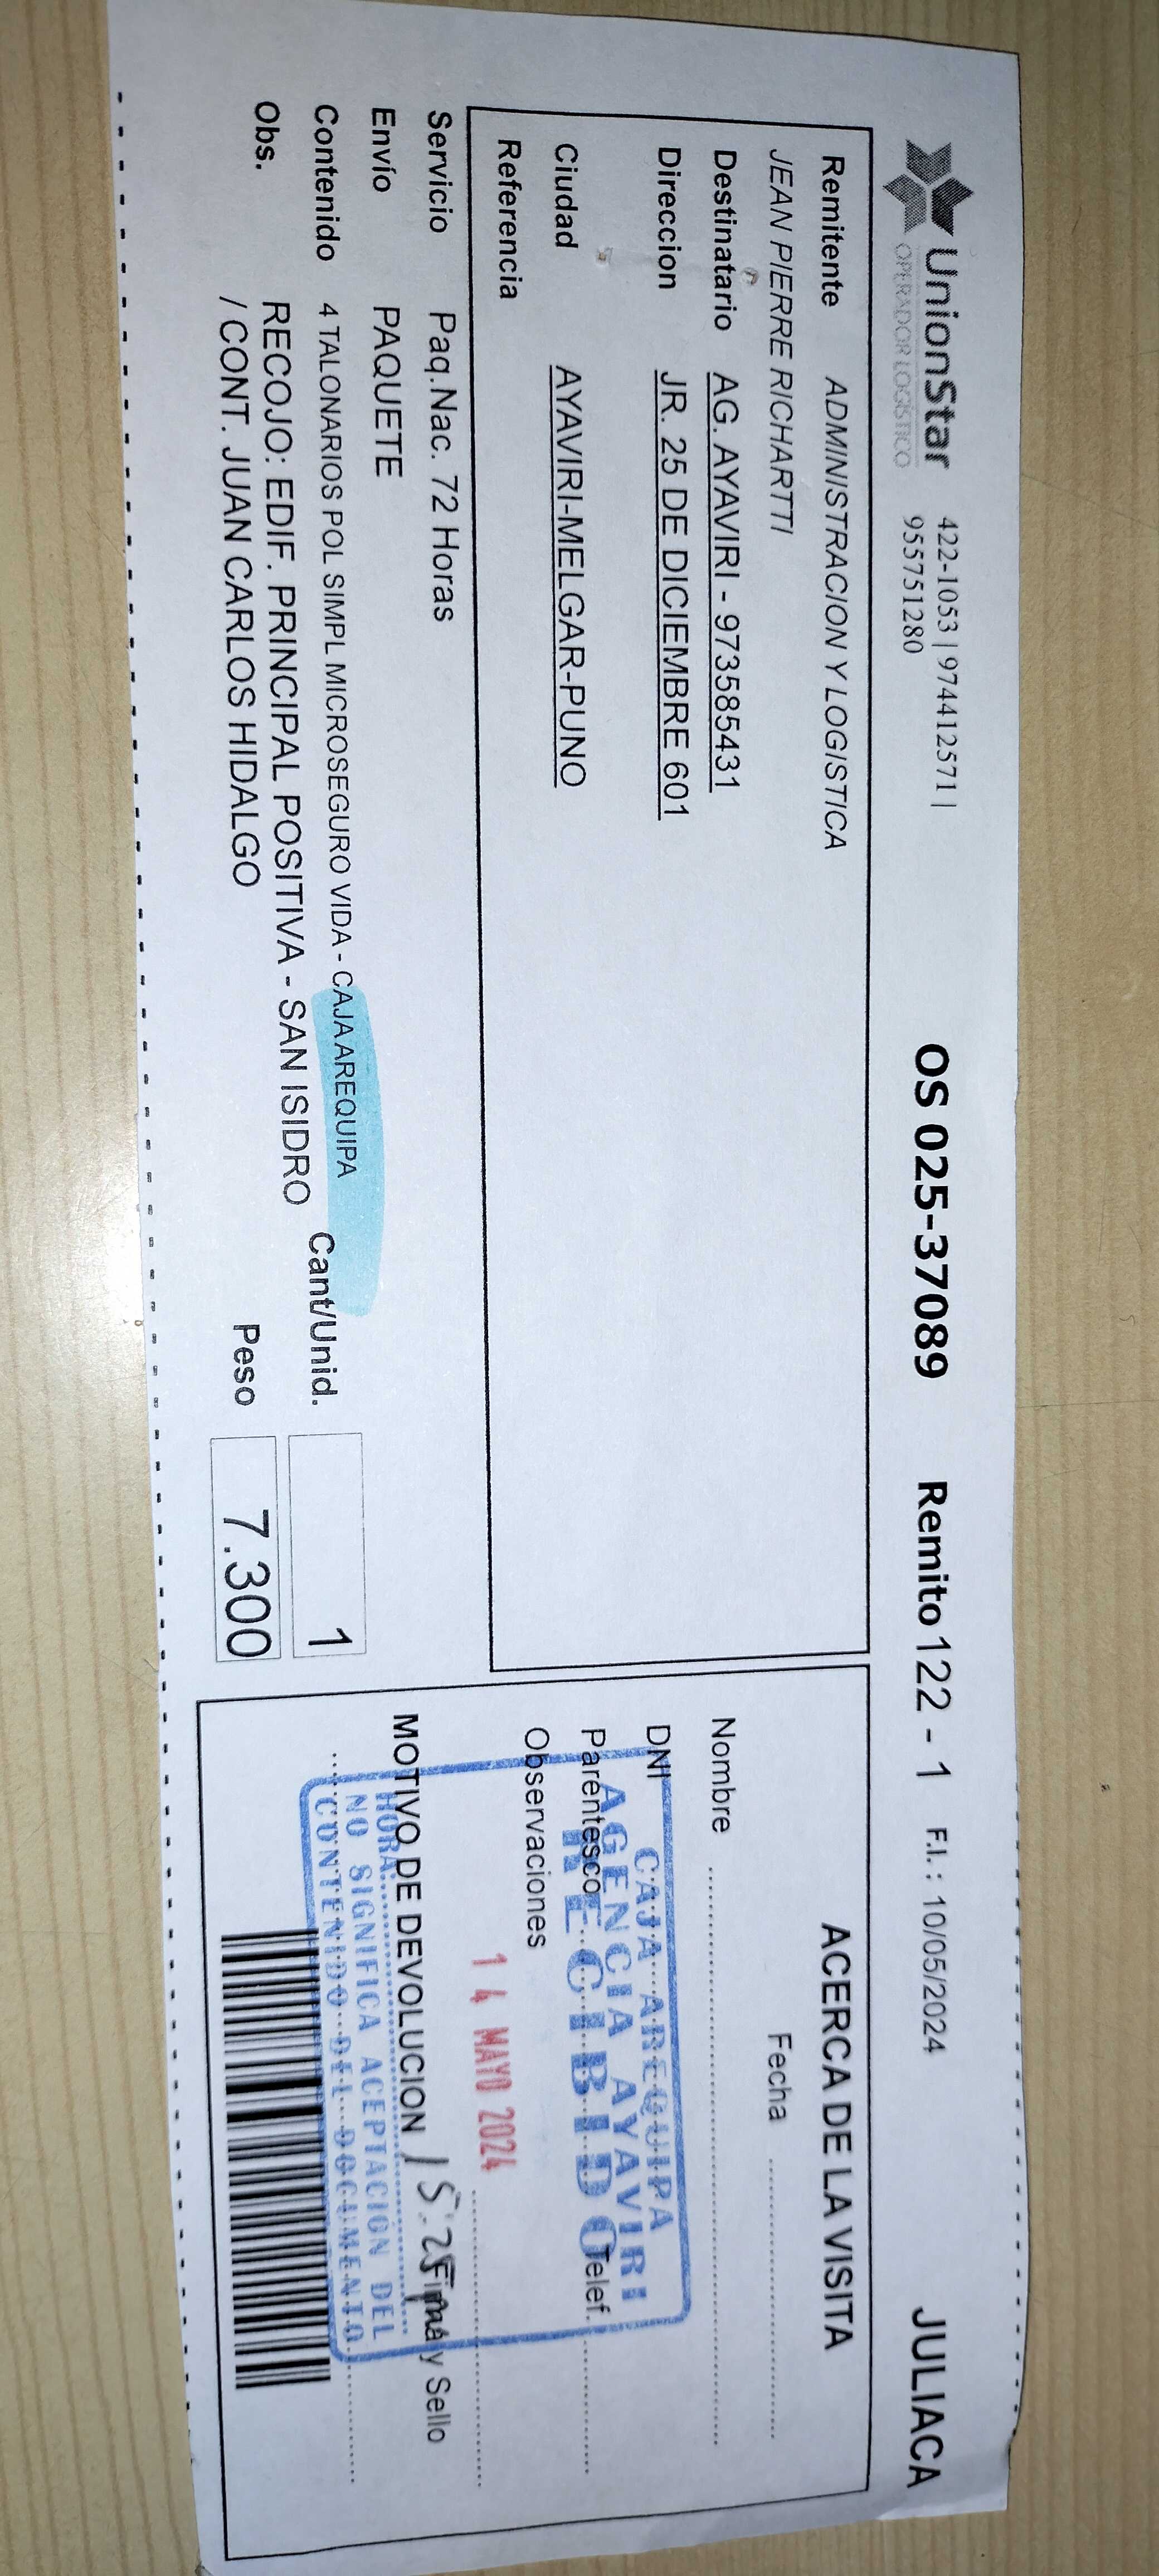 UnionStar
OPERADOR LOGÍSTICO
422-1053 | 974412571 |
955751280
OS 025-37089
Remito 122 - 1
F.I. : 10/05/2024
JULIACA
Remitente ADMINISTRACION Y LOGISTICA
JEAN PIERRE RICHARTTI
Destinatario AG. AYAVIRI - 973585431
Direccion JR. 25 DE DICIEMBRE 601
Ciudad AYAVIRI-MELGAR-PUNO
Referencia
Servicio Paq.Nac. 72 Horas
Envío PAQUETE
Contenido 4 TALONARIOS POL SIMPL MICROSEGURO VIDA - CAJA AREQUIPA
Obs. RECOJO: EDIF. PRINCIPAL POSITIVA - SAN ISIDRO
/ CONT. JUAN CARLOS HIDALGO
Cant/Unid. 1
Peso 7.300
ACERCA DE LA VISITA
Fecha
Nombre
DNI
Parentesco Telef.
Observaciones
MOTIVO DE DEVOLUCION
Firma y Sello
CAJA AREQUIPA
AGENCIA AYAVIRI
RECIBIDO
14 MAYO 2024
HORA:
NO SIGNIFICA ACEPTACIÓN DEL
CONTENIDO DEL DOCUMENTO